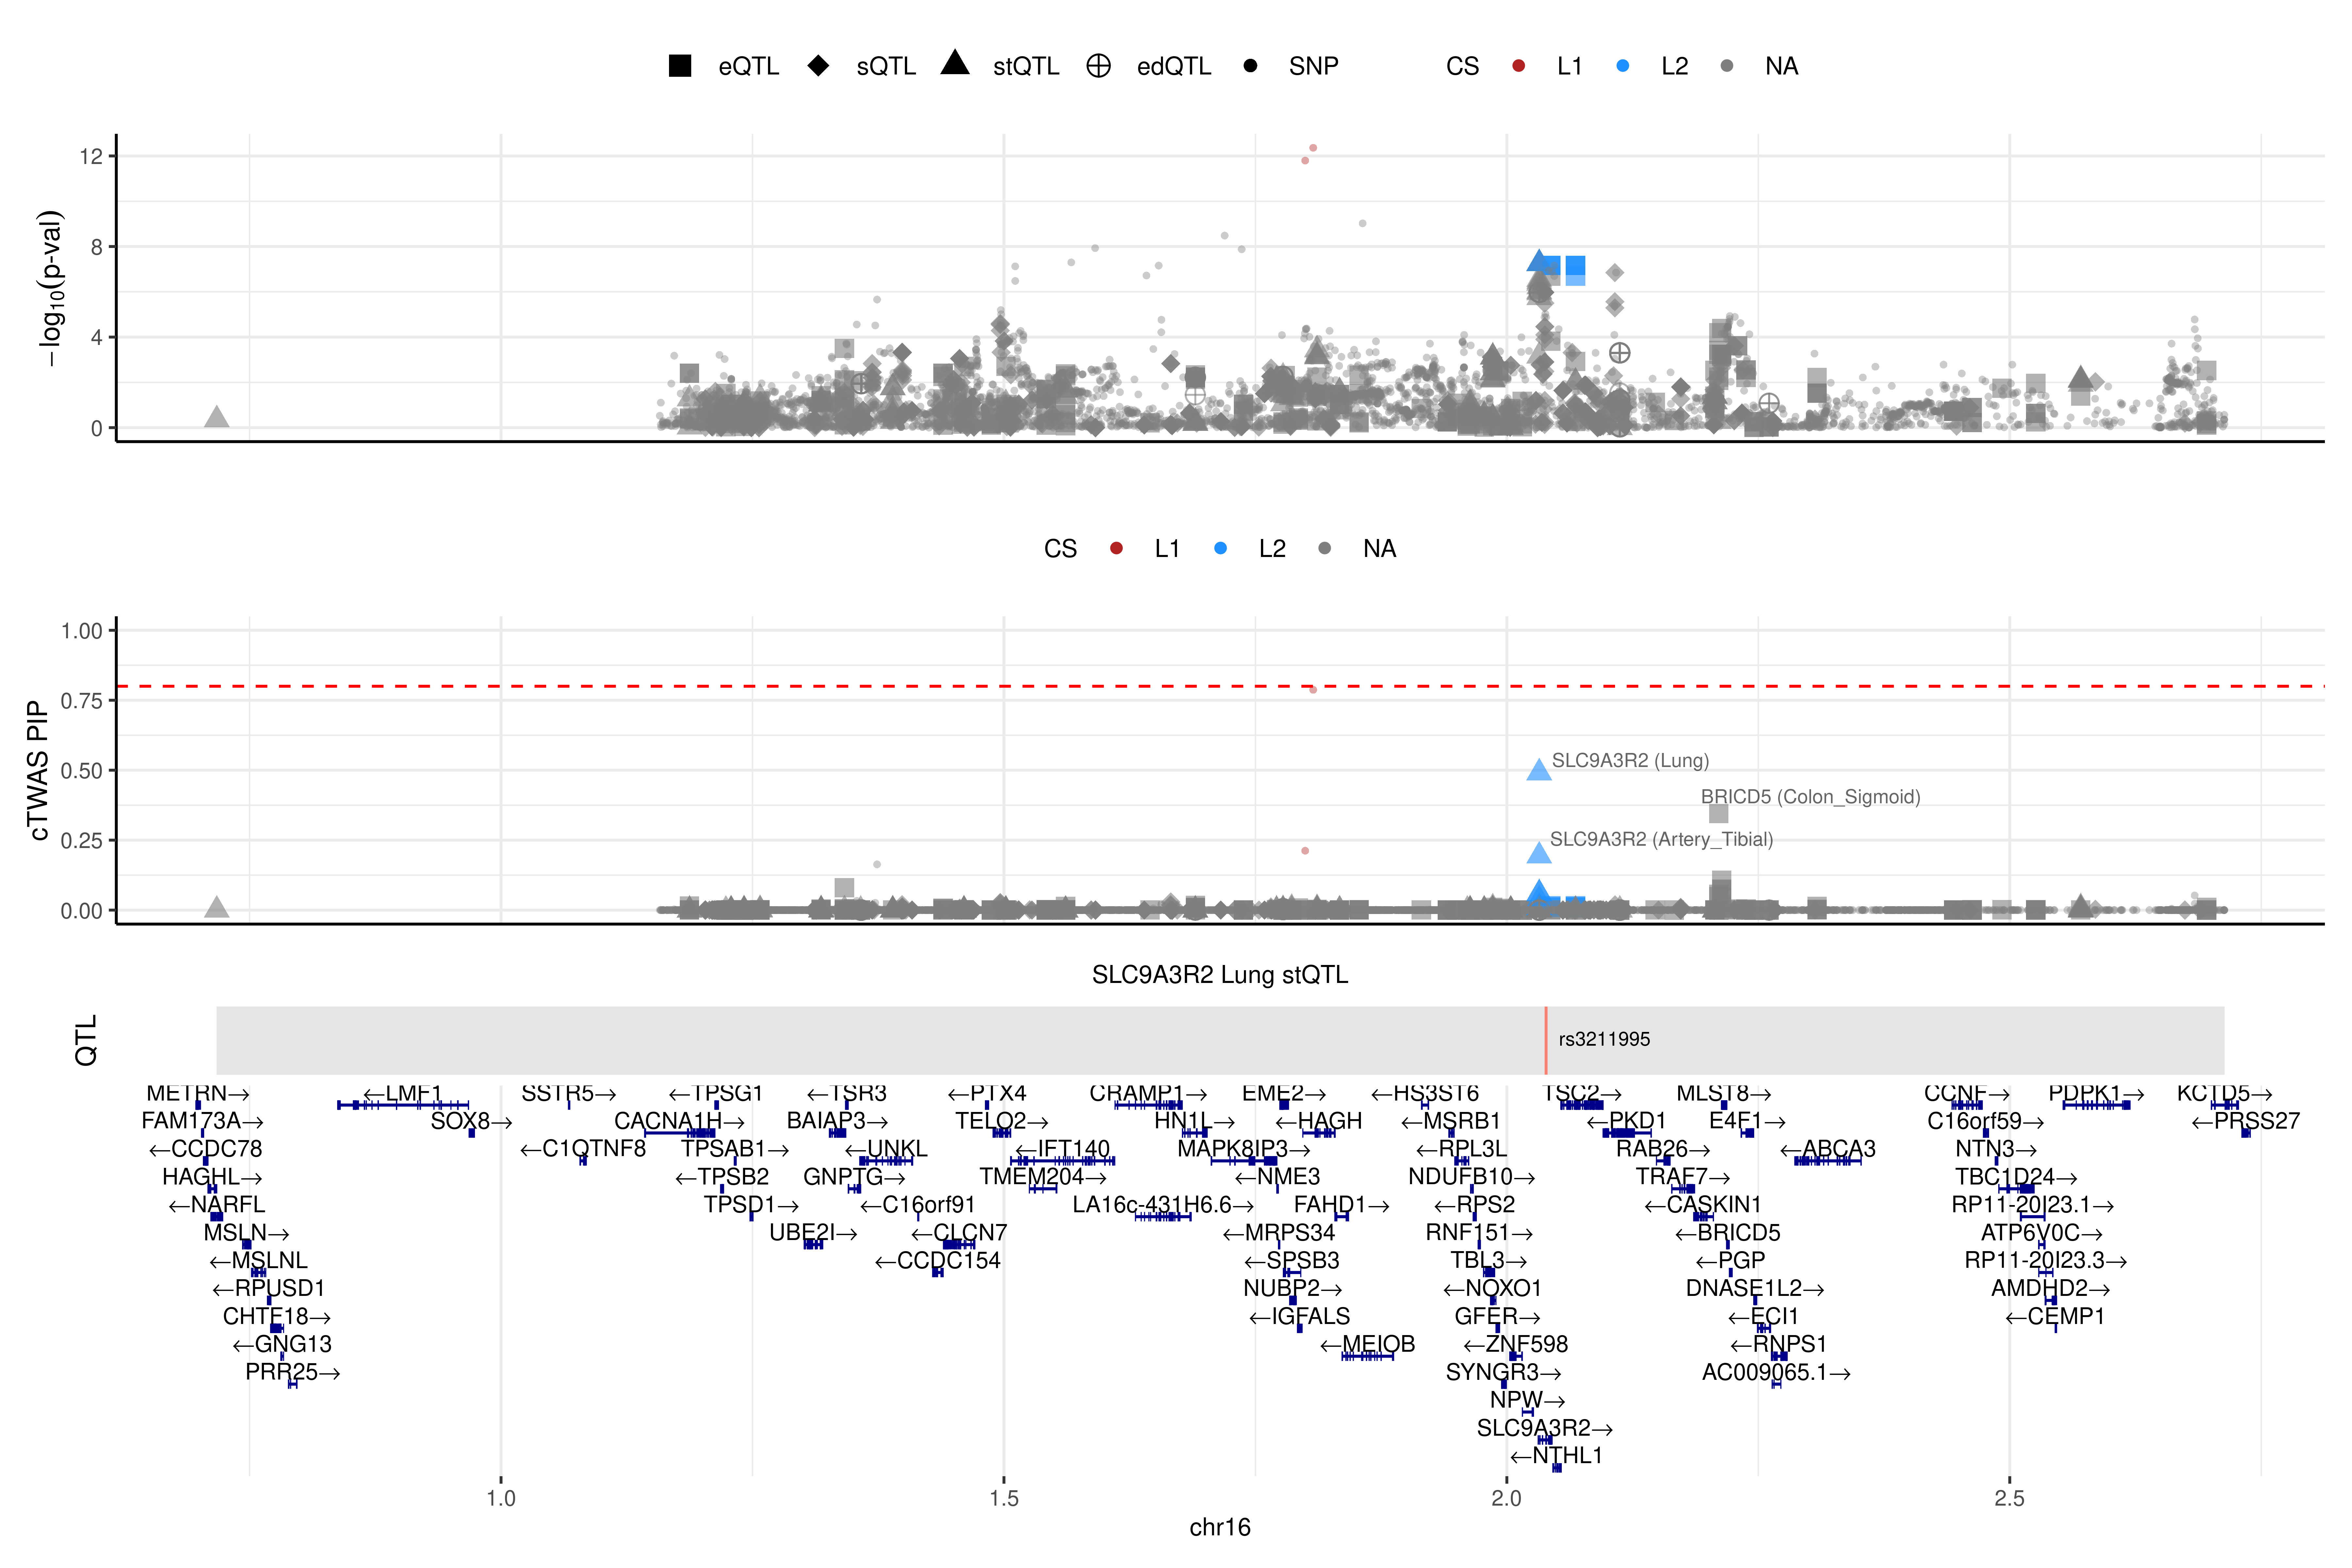 eQTL sQTL stQTL edQTL SNP CS L1 L2 NA
−log10(p-val)
12
8
4
0
CS L1 L2 NA
cTWAS PIP
1.00
0.75
0.50
0.25
0.00
SLC9A3R2 (Lung)
BRICD5 (Colon_Sigmoid)
SLC9A3R2 (Artery_Tibial)
SLC9A3R2 Lung stQTL
QTL
rs3211995
METRN→ ←LMF1 SSTR5→ ←TPSG1 ←TSR3 ←PTX4 CRAMP1→ EME2→ ←HS3ST6 TSC2→ MLST8→ CCNF→ PDPK1→ KCTD5→
FAM173A→ SOX8→ CACNA1H→ BAIAP3→ TELO2→ HN1L→ ←HAGH ←MSRB1 ←PKD1 E4F1→ C16orf59→ ←PRSS27
←CCDC78 ←C1QTNF8 TPSAB1→ ←UNKL ←IFT140 MAPK8IP3→ ←RPL3L RAB26→ ←ABCA3 NTN3→
HAGHL→ ←TPSB2 GNPTG→ TMEM204→ ←NME3 NDUFB10→ TRAF7→ TBC1D24→
←NARFL TPSD1→ ←C16orf91 LA16c-431H6.6→ FAHD1→ ←RPS2 ←CASKIN1 RP11-20I23.1→
MSLN→ UBE2I→ ←CLCN7 ←MRPS34 RNF151→ ←BRICD5 ATP6V0C→
←MSLNL ←CCDC154 ←SPSB3 TBL3→ ←PGP RP11-20I23.3→
←RPUSD1 NUBP2→ ←NOXO1 DNASE1L2→ AMDHD2→
CHTF18→ ←IGFALS GFER→ ←ECI1 ←CEMP1
←GNG13 ←MEIOB ←ZNF598 ←RNPS1
PRR25→ SYNGR3→ AC009065.1→
NPW→
SLC9A3R2→
←NTHL1
1.0 1.5 2.0 2.5
chr16